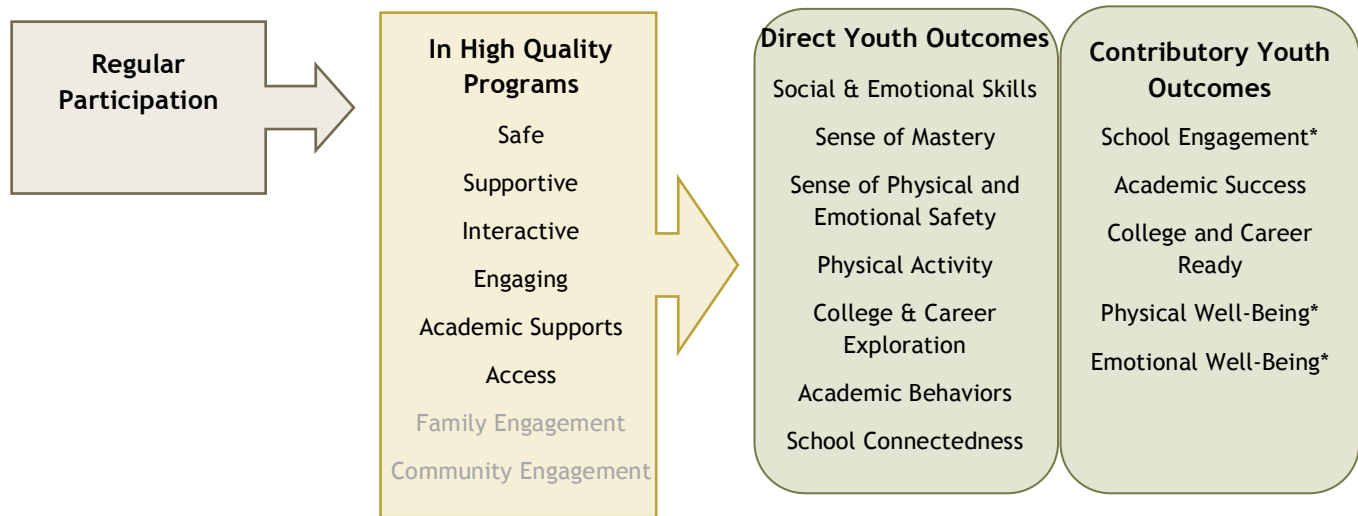 Regular
Participation
In High Quality
Programs
Safe
Supportive
Interactive
Engaging
Academic Supports
Access
Family Engagement
Community Engagement
Direct Youth Outcomes
Social & Emotional Skills
Sense of Mastery
Sense of Physical and
Emotional Safety
Physical Activity
College & Career
Exploration
Academic Behaviors
School Connectedness
Contributory Youth
Outcomes
School Engagement*
Academic Success
College and Career
Ready
Physical Well-Being*
Emotional Well-Being*